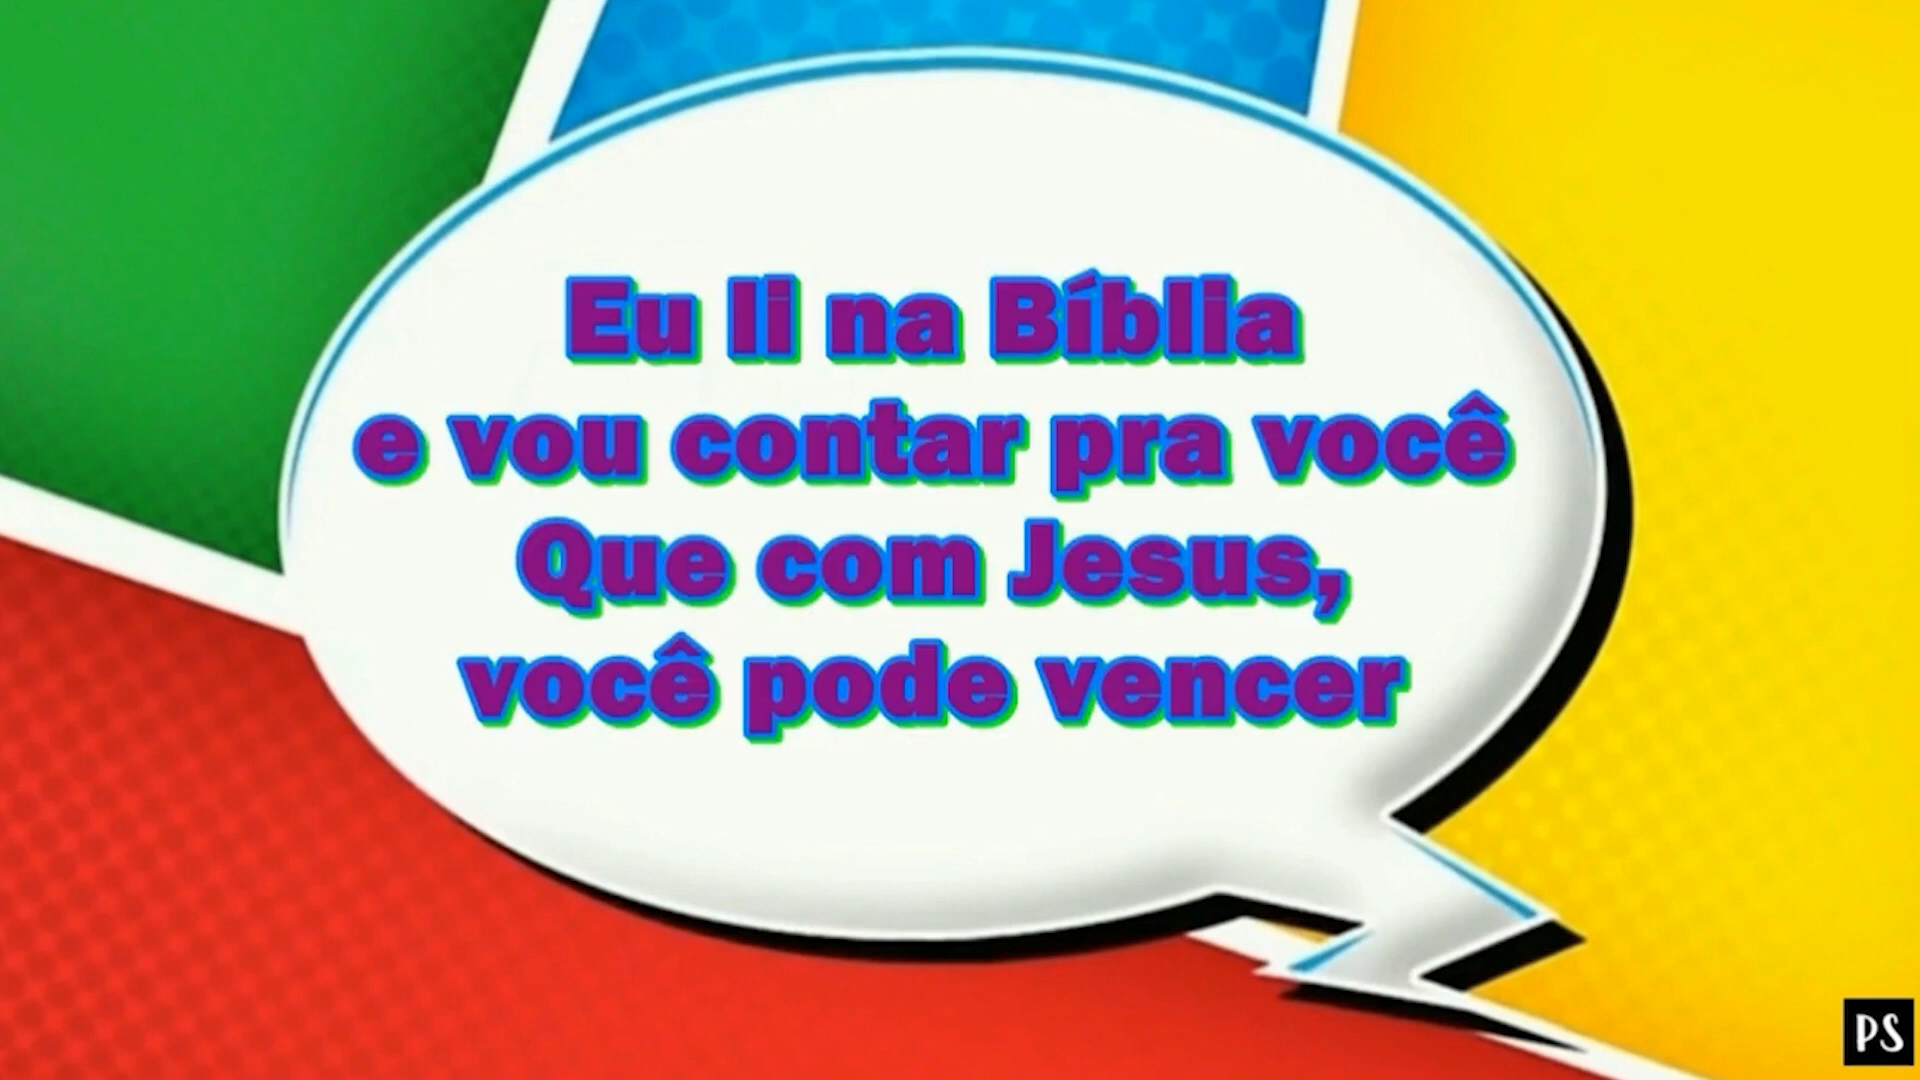 Eu li na Bíblia
e vou contar pra você
Que com Jesus,
você pode vencer
PS